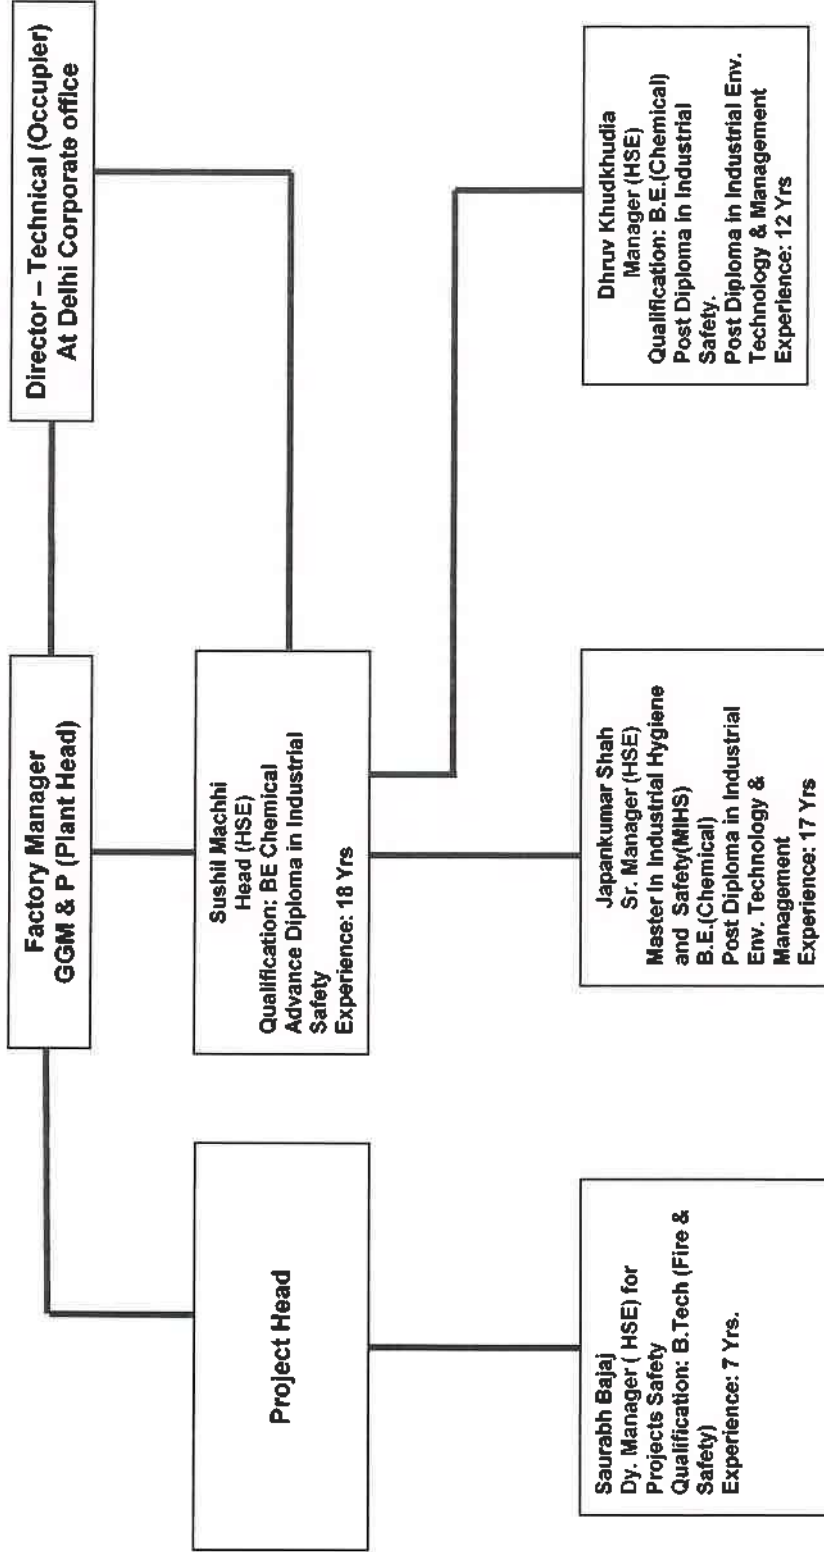 Factory Manager
GGM & P (Plant Head)
Director – Technical (Occupier)
At Delhi Corporate office
Project Head
Sushil Machhi
Head (HSE)
Qualification: BE Chemical
Advance Diploma in Industrial
Safety
Experience: 18 Yrs
Saurabh Bajaj
Dy. Manager ( HSE) for
Projects Safety
Qualification: B.Tech (Fire &
Safety)
Experience: 7 Yrs.
Japankumar Shah
Sr. Manager (HSE)
Master In Industrial Hygiene
and Safety(MIHS)
B.E.(Chemical)
Post Diploma in Industrial
Env. Technology &
Management
Experience: 17 Yrs
Dhruv Khudkhudia
Manager (HSE)
Qualification: B.E.(Chemical)
Post Diploma in Industrial
Safety.
Post Diploma in Industrial Env.
Technology & Management
Experience: 12 Yrs